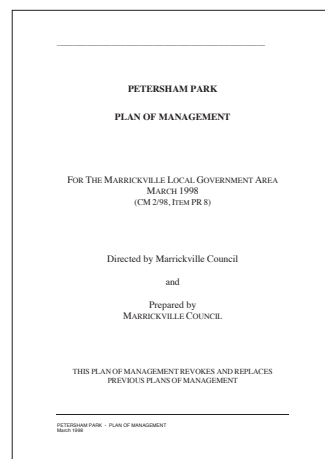 PETERSHAM PARK
PLAN OF MANAGEMENT
FOR THE MARRICKVILLE LOCAL GOVERNMENT AREA
MARCH 1998
(CM 2/98, ITEM PR 8)
Directed by Marrickville Council
and
Prepared by
MARRICKVILLE COUNCIL
THIS PLAN OF MANAGEMENT REVOKES AND REPLACES
PREVIOUS PLANS OF MANAGEMENT
PETERSHAM PARK - PLAN OF MANAGEMENT
March 1998